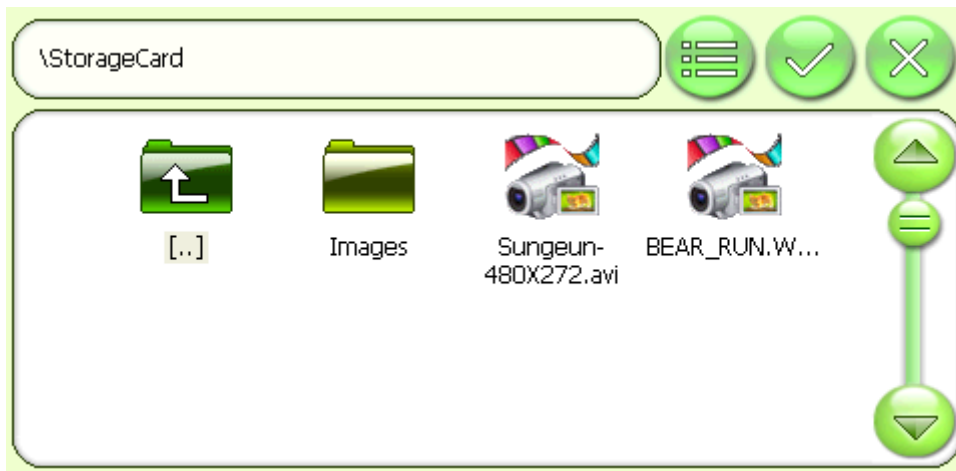 \StorageCard
[..]
Images
Sungeun-
480X272.avi
BEAR_RUN.W...